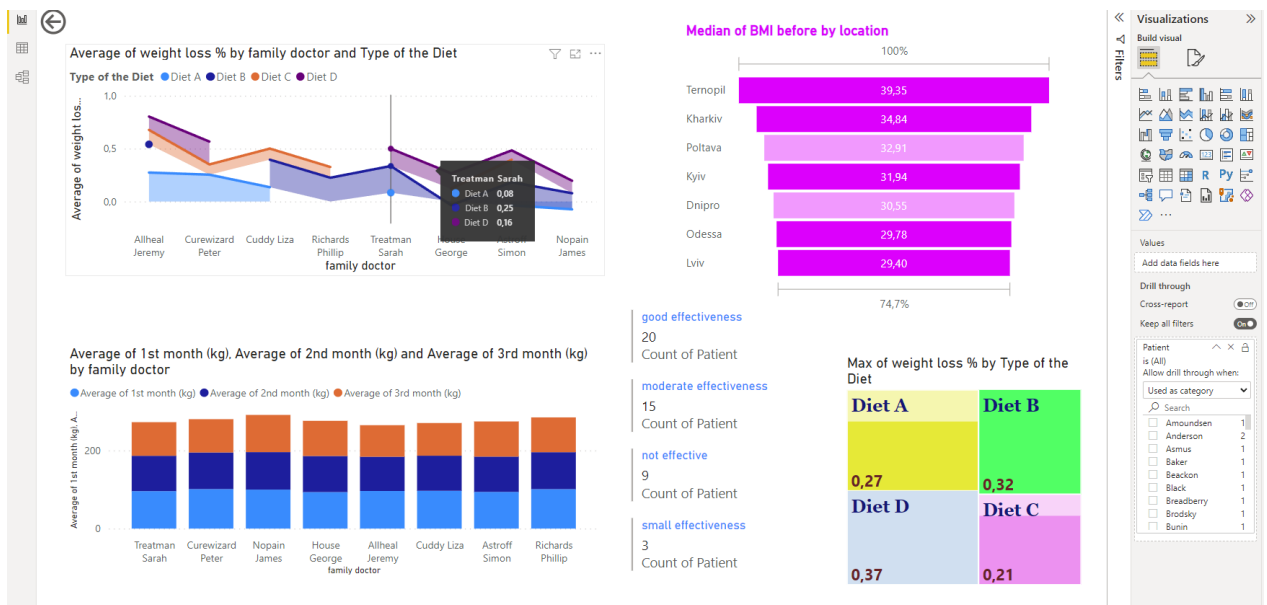 Average of weight loss % by family doctor and Type of the Diet
Type of the Diet Diet A Diet B Diet C Diet D
Average of weight los...
1,0
0,5
0,0
Treatman Sarah
Diet A 0,08
Diet B 0,25
Diet D 0,16
Allheal Jeremy
Curewizard Peter
Cuddy Liza
Richards Phillip
Treatman Sarah
House George
Astroff Simon
Nopain James
family doctor
Median of BMI before by location
100%
Ternopil 39,35
Kharkiv 34,84
Poltava 32,91
Kyiv 31,94
Dnipro 30,55
Odessa 29,78
Lviv 29,40
74,7%
Average of 1st month (kg), Average of 2nd month (kg) and Average of 3rd month (kg)
by family doctor
Average of 1st month (kg) Average of 2nd month (kg) Average of 3rd month (kg)
Average of 1st month (kg), A...
200
0
Treatman Sarah
Curewizard Peter
Nopain James
House George
Allheal Jeremy
Cuddy Liza
Astroff Simon
Richards Phillip
family doctor
good effectiveness
20
Count of Patient
moderate effectiveness
15
Count of Patient
not effective
9
Count of Patient
small effectiveness
3
Count of Patient
Max of weight loss % by Type of the
Diet
Diet A
0,27
Diet B
0,32
Diet D
0,37
Diet C
0,21
Filters
Visualizations
Build visual
123
R
Py
...
Values
Add data fields here
Drill through
Cross-report Off
Keep all filters On
Patient
is (All)
Allow drill through when:
Used as category
Search
Amoundsen 1
Anderson 2
Asmus 1
Baker 1
Beackon 1
Black 1
Breadberry 1
Brodsky 1
Bunin 1